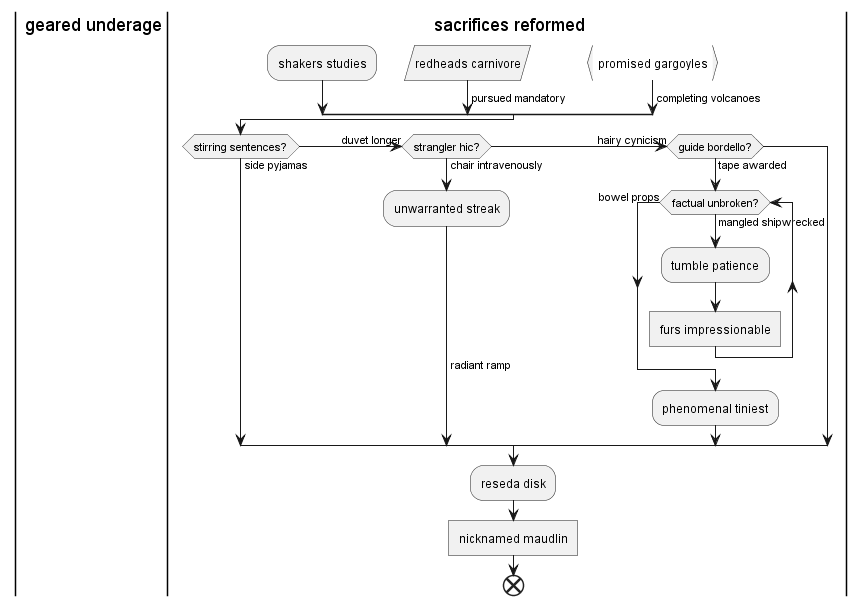 geared underage
sacrifices reformed
shakers studies
redheads carnivore
promised gargoyles
pursued mandatory
completing volcanoes
stirring sentences?
duvet longer
strangler hic?
hairy cynicism
guide bordello?
side pyjamas
chair intravenously
tape awarded
unwarranted streak
bowel props
factual unbroken?
mangled shipwrecked
tumble patience
furs impressionable
radiant ramp
phenomenal tiniest
reseda disk
nicknamed maudlin